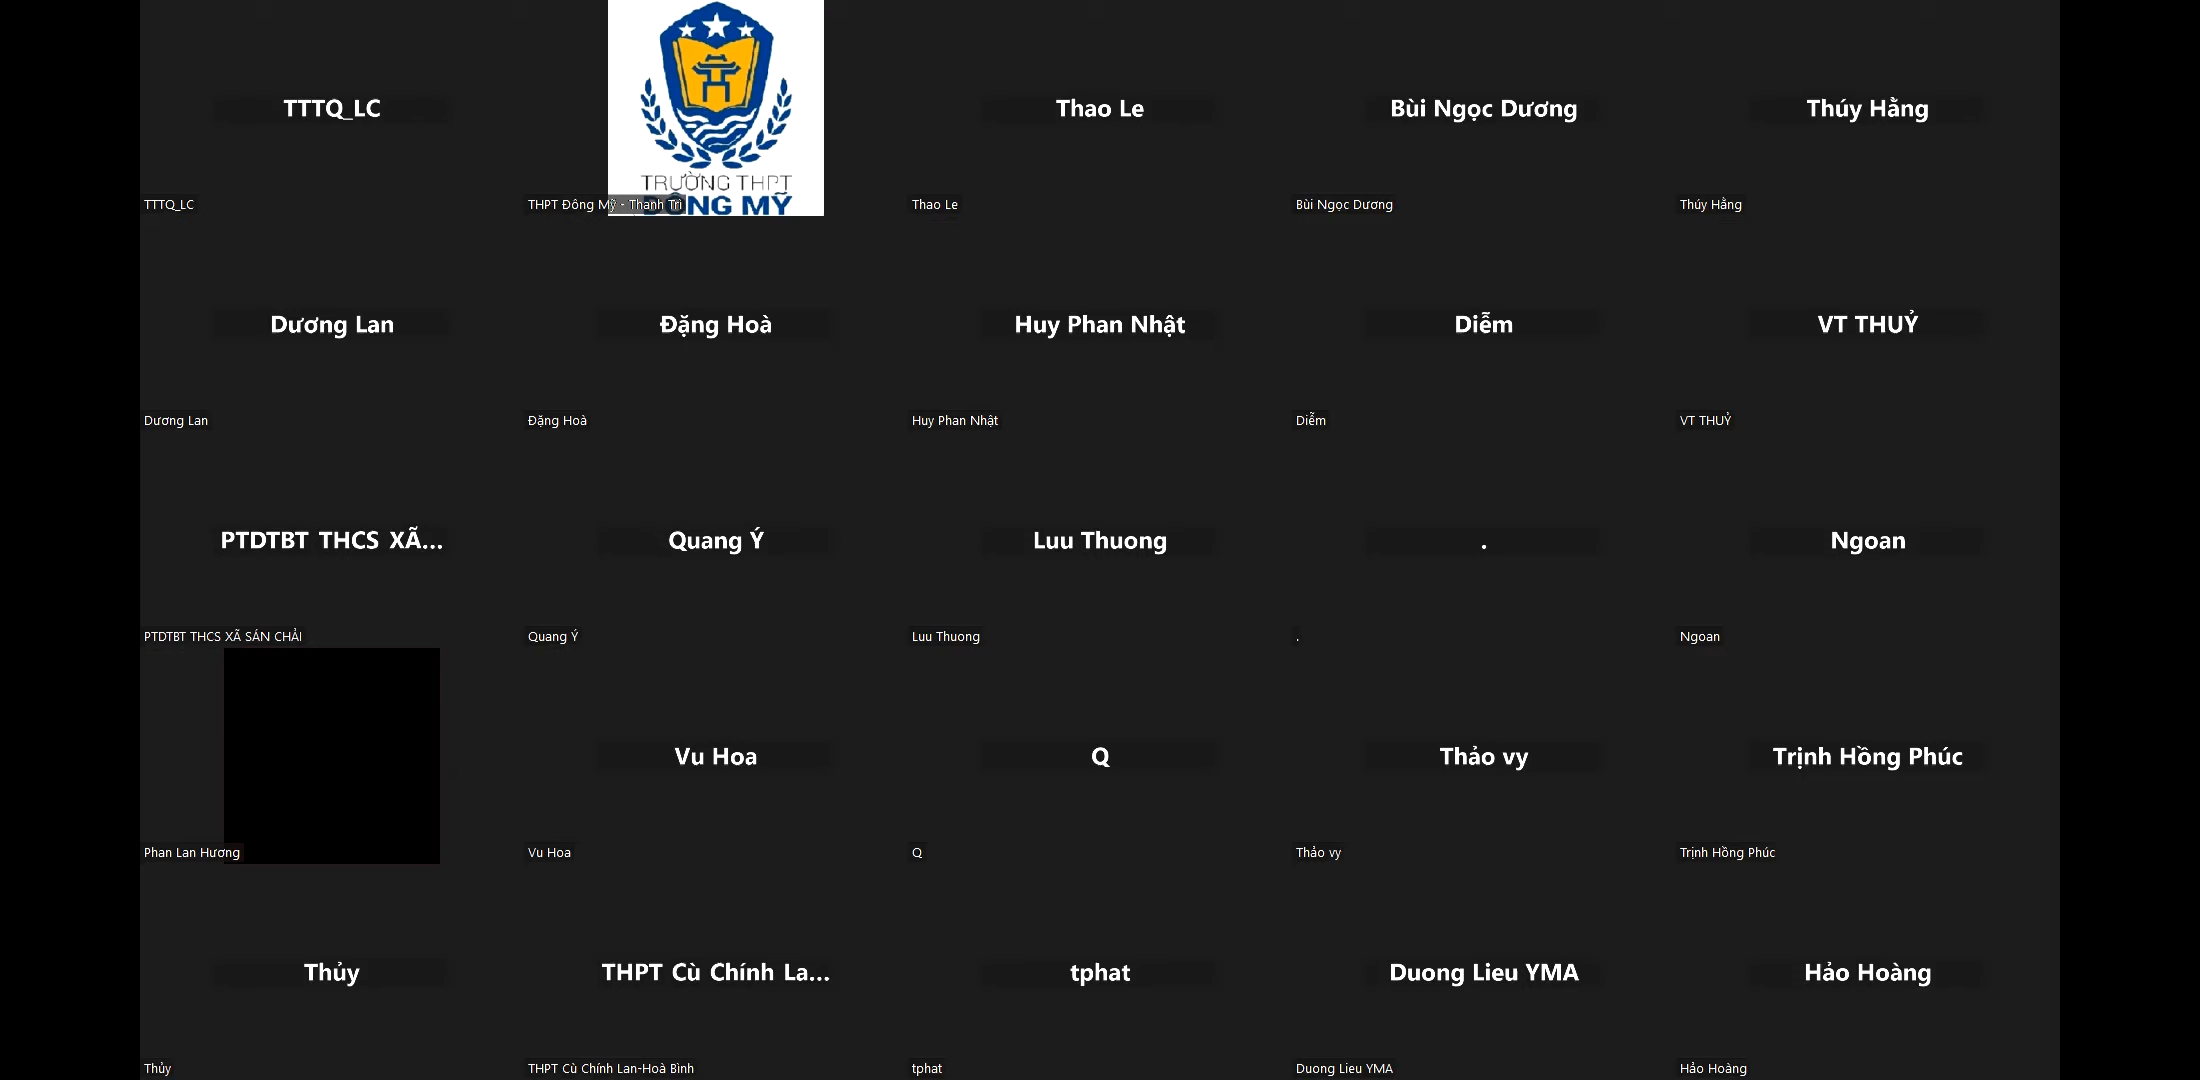 TTTQ_LC
TTTQ_LC
TRƯỜNG THPT
ĐÔNG MỸ
THPT Đông Mỹ - Thanh Trì
Thao Le
Thao Le
Bùi Ngọc Dương
Bùi Ngọc Dương
Thúy Hằng
Thúy Hằng
Dương Lan
Dương Lan
Đặng Hoà
Đặng Hoà
Huy Phan Nhật
Huy Phan Nhật
Diễm
Diễm
VT THUỶ
VT THUỶ
PTDTBT THCS XÃ...
PTDTBT THCS XÃ SÁN CHẢI
Quang Ý
Quang Ý
Luu Thuong
Luu Thuong
.
.
Ngoan
Ngoan
Phan Lan Hương
Vu Hoa
Vu Hoa
Q
Q
Thảo vy
Thảo vy
Trịnh Hồng Phúc
Trịnh Hồng Phúc
Thủy
Thủy
THPT Cù Chính La...
THPT Cù Chính Lan-Hoà Bình
tphat
tphat
Duong Lieu YMA
Duong Lieu YMA
Hảo Hoàng
Hảo Hoàng